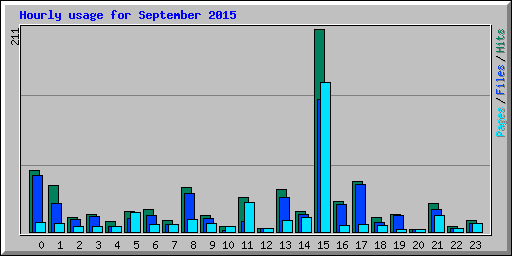 Hourly usage for September 2015
211
Pages/Files/Hits
0 1 2 3 4 5 6 7 8 9 10 11 12 13 14 15 16 17 18 19 20 21 22 23